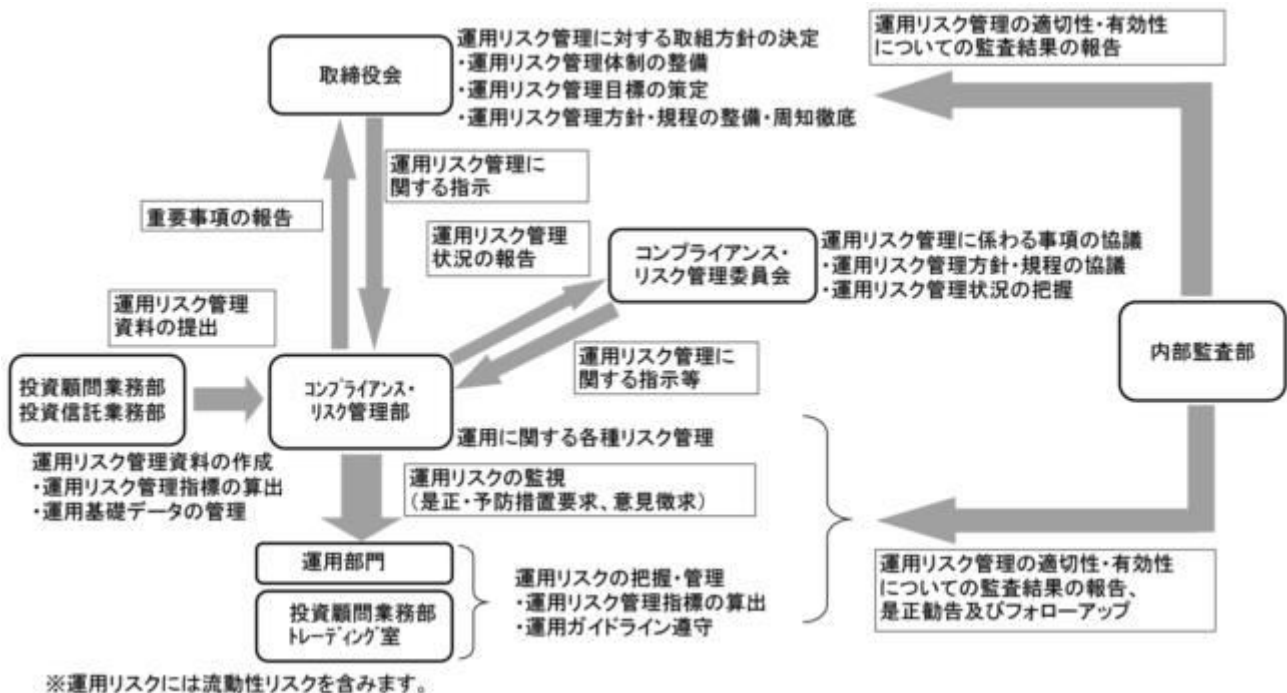 取締役会
運用リスク管理に対する取組方針の決定
・運用リスク管理体制の整備
・運用リスク管理目標の策定
・運用リスク管理方針・規程の整備・周知徹底
運用リスク管理の適切性・有効性
についての監査結果の報告
運用リスク管理に
関する指示
重要事項の報告
運用リスク管理
状況の報告
コンプライアンス・
リスク管理委員会
運用リスク管理に係わる事項の協議
・運用リスク管理方針・規程の協議
・運用リスク管理状況の把握
運用リスク管理
資料の提出
内部監査部
運用リスク管理に
関する指示等
投資顧問業務部
投資信託業務部
コンプライアンス・
リスク管理部
運用に関する各種リスク管理
運用リスク管理資料の作成
・運用リスク管理指標の算出
・運用基礎データの管理
運用リスクの監視
(是正・予防措置要求、意見徴求)
運用部門
投資顧問業務部
トレーディング室
運用リスクの把握・管理
・運用リスク管理指標の算出
・運用ガイドライン遵守
運用リスク管理の適切性・有効性
についての監査結果の報告、
是正勧告及びフォローアップ
※運用リスクには流動性リスクを含みます。